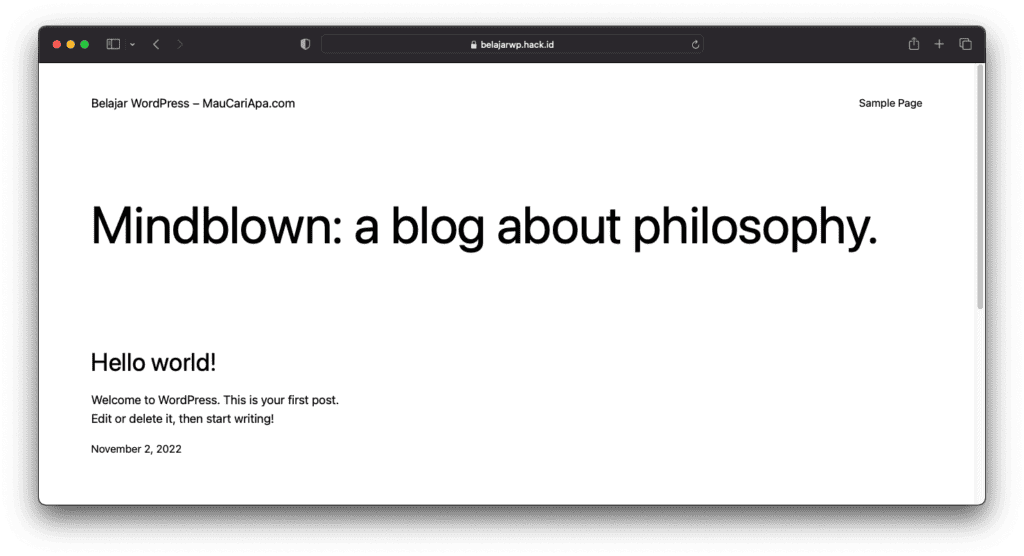 belajarwp.hack.id
Belajar WordPress – MauCariApa.com
Sample Page
Mindblown: a blog about philosophy.
Hello world!
Welcome to WordPress. This is your first post.
Edit or delete it, then start writing!
November 2, 2022